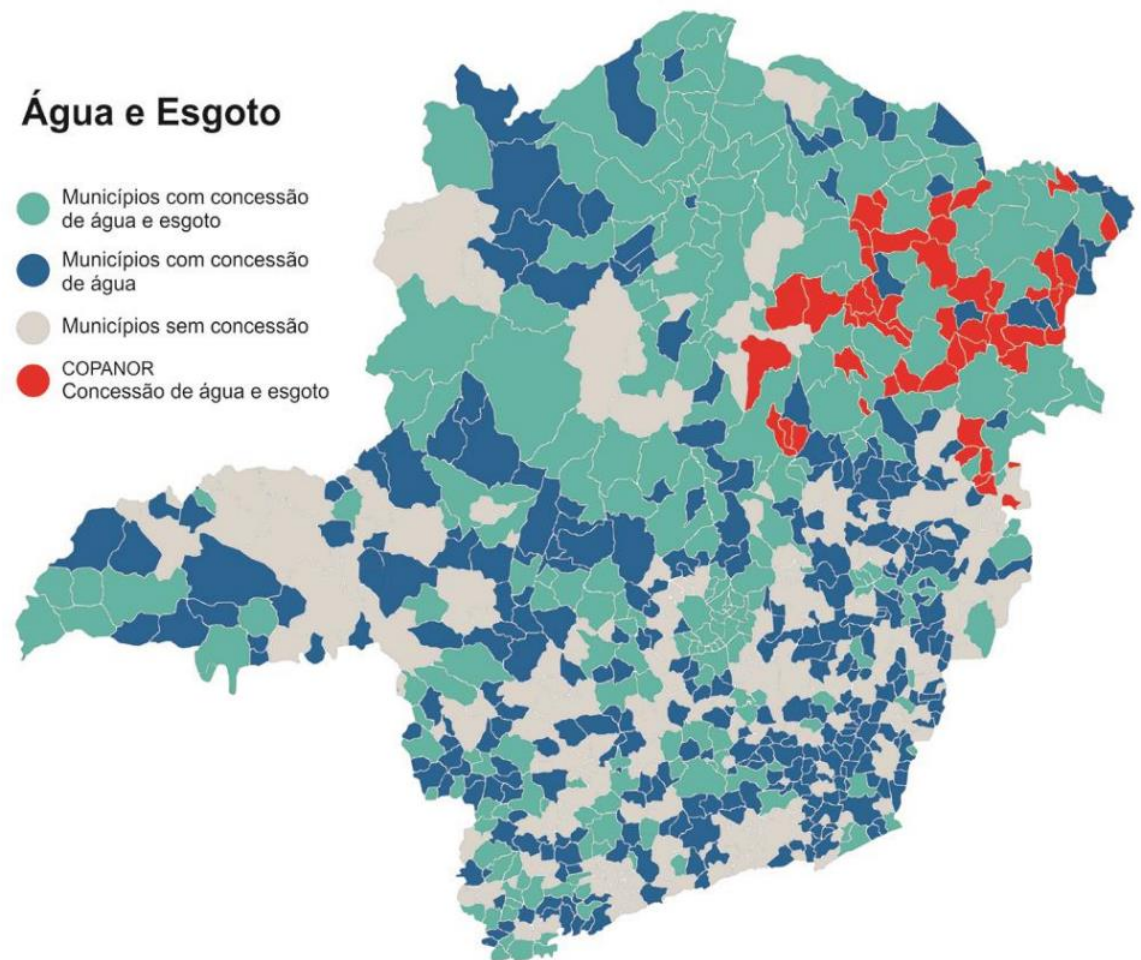 Água e Esgoto
Municípios com concessão
de água e esgoto
Municípios com concessão
de água
Municípios sem concessão
COPANOR
Concessão de água e esgoto